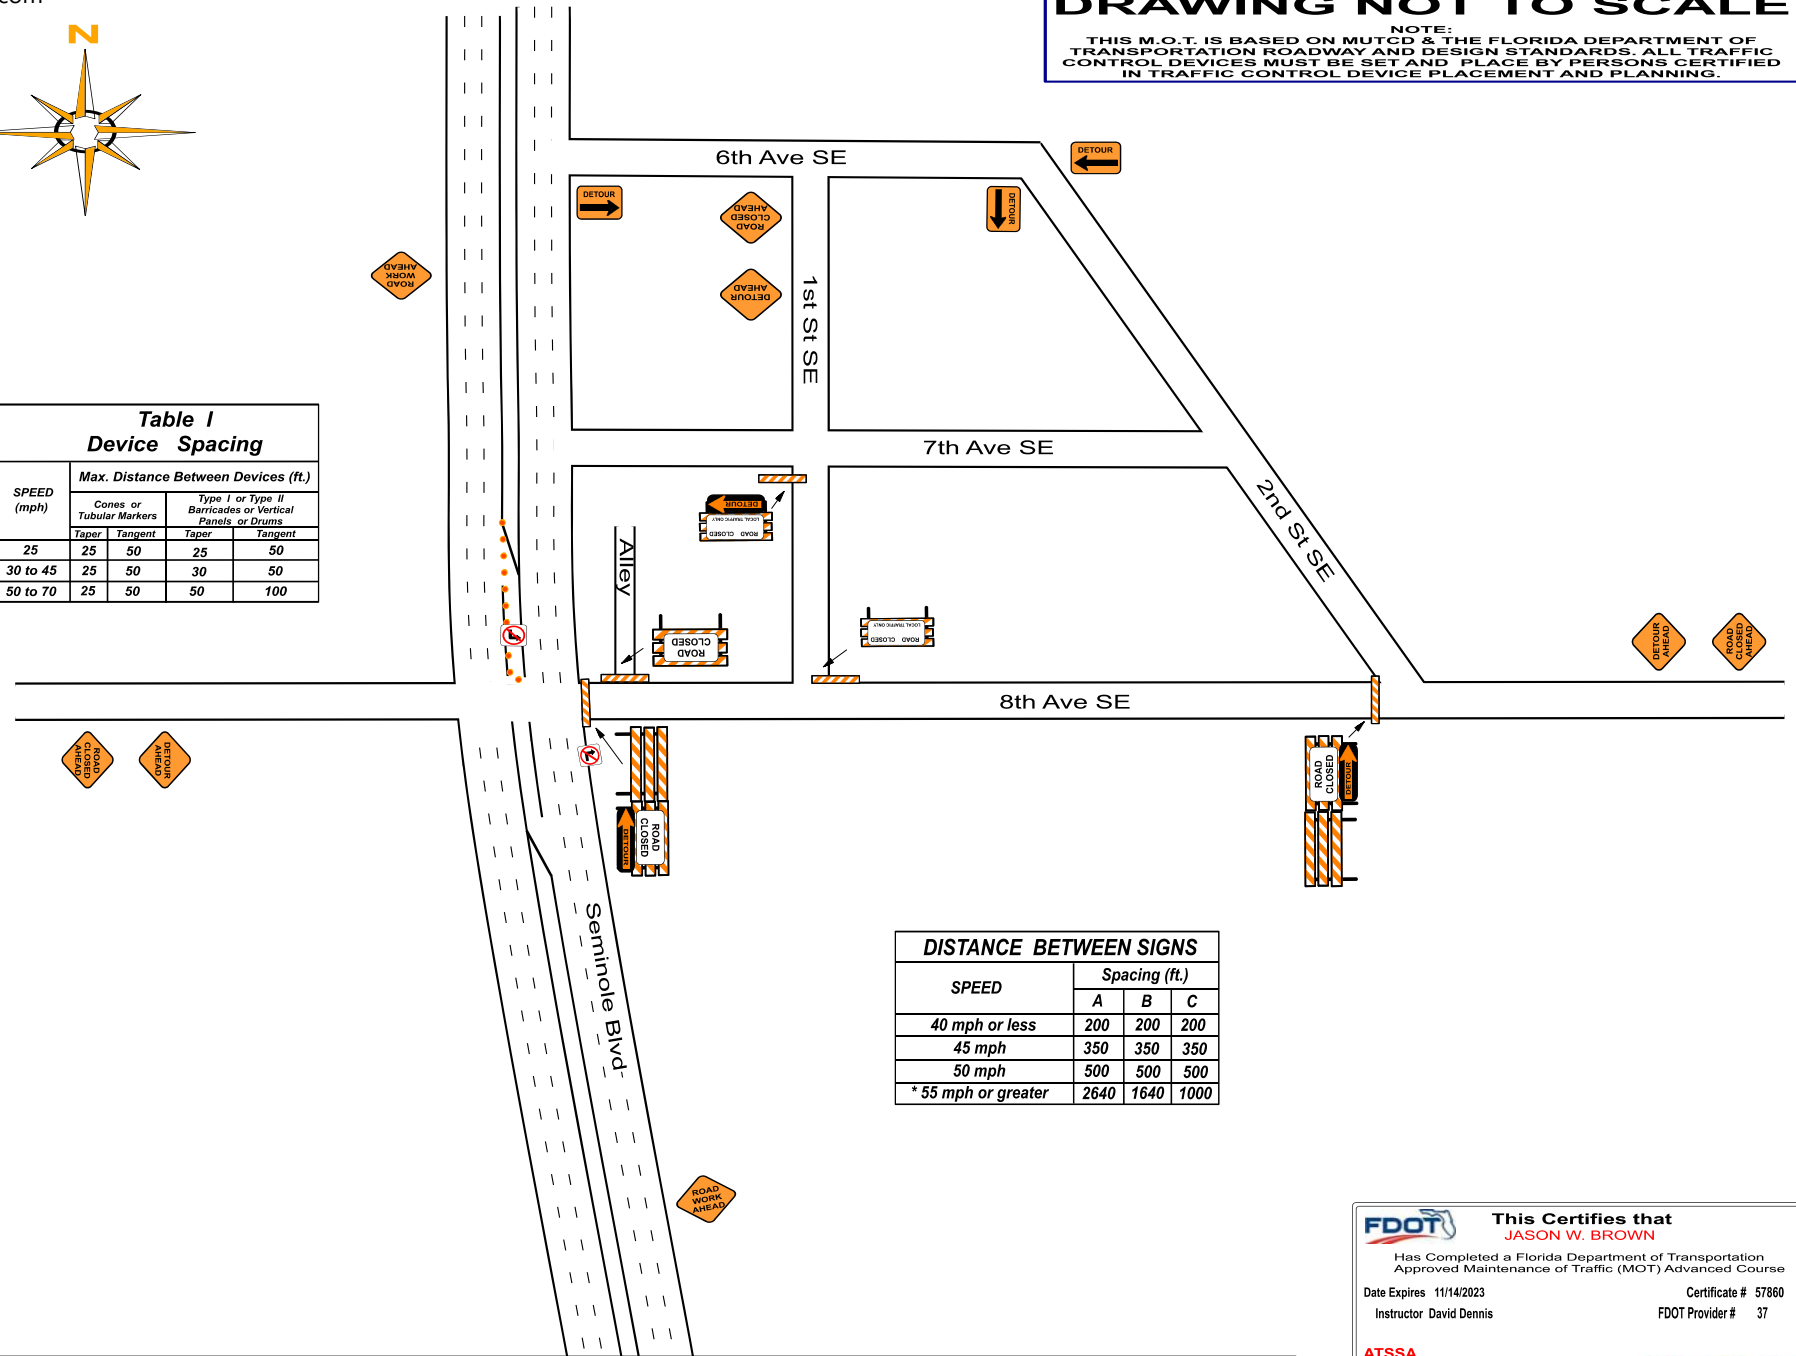 com
DRAWING NOT TO SCALE
NOTE:
THIS M.O.T. IS BASED ON MUTCD & THE FLORIDA DEPARTMENT OF
TRANSPORTATION ROADWAY AND DESIGN STANDARDS. ALL TRAFFIC
CONTROL DEVICES MUST BE SET AND PLACE BY PERSONS CERTIFIED
IN TRAFFIC CONTROL DEVICE PLACEMENT AND PLANNING.
N
6th Ave SE
DETOUR
DETOUR
ROAD
CLOSED
AHEAD
DETOUR
ROAD
WORK
AHEAD
DETOUR
AHEAD
1st St SE
Table I
Device Spacing
SPEED
(mph)
Max. Distance Between Devices (ft.)
Cones or
Tubular Markers
Type I or Type II
Barricades or Vertical
Panels or Drums
Taper Tangent Taper Tangent
25 25 50 25 50
30 to 45 25 50 30 50
50 to 70 25 50 50 100
7th Ave SE
2nd St SE
DETOUR
ROAD CLOSED
LOCAL TRAFFIC ONLY
Alley
ROAD
CLOSED
ROAD CLOSED
LOCAL TRAFFIC ONLY
DETOUR
AHEAD
ROAD
CLOSED
AHEAD
8th Ave SE
ROAD
CLOSED
AHEAD
DETOUR
AHEAD
ROAD
CLOSED
DETOUR
ROAD
CLOSED
DETOUR
Seminole Blvd
DISTANCE BETWEEN SIGNS
SPEED
Spacing (ft.)
A B C
40 mph or less 200 200 200
45 mph 350 350 350
50 mph 500 500 500
* 55 mph or greater 2640 1640 1000
ROAD
WORK
AHEAD
FDOT
This Certifies that
JASON W. BROWN
Has Completed a Florida Department of Transportation
Approved Maintenance of Traffic (MOT) Advanced Course
Date Expires 11/14/2023 Certificate # 57860
Instructor David Dennis FDOT Provider # 37
ATSSA